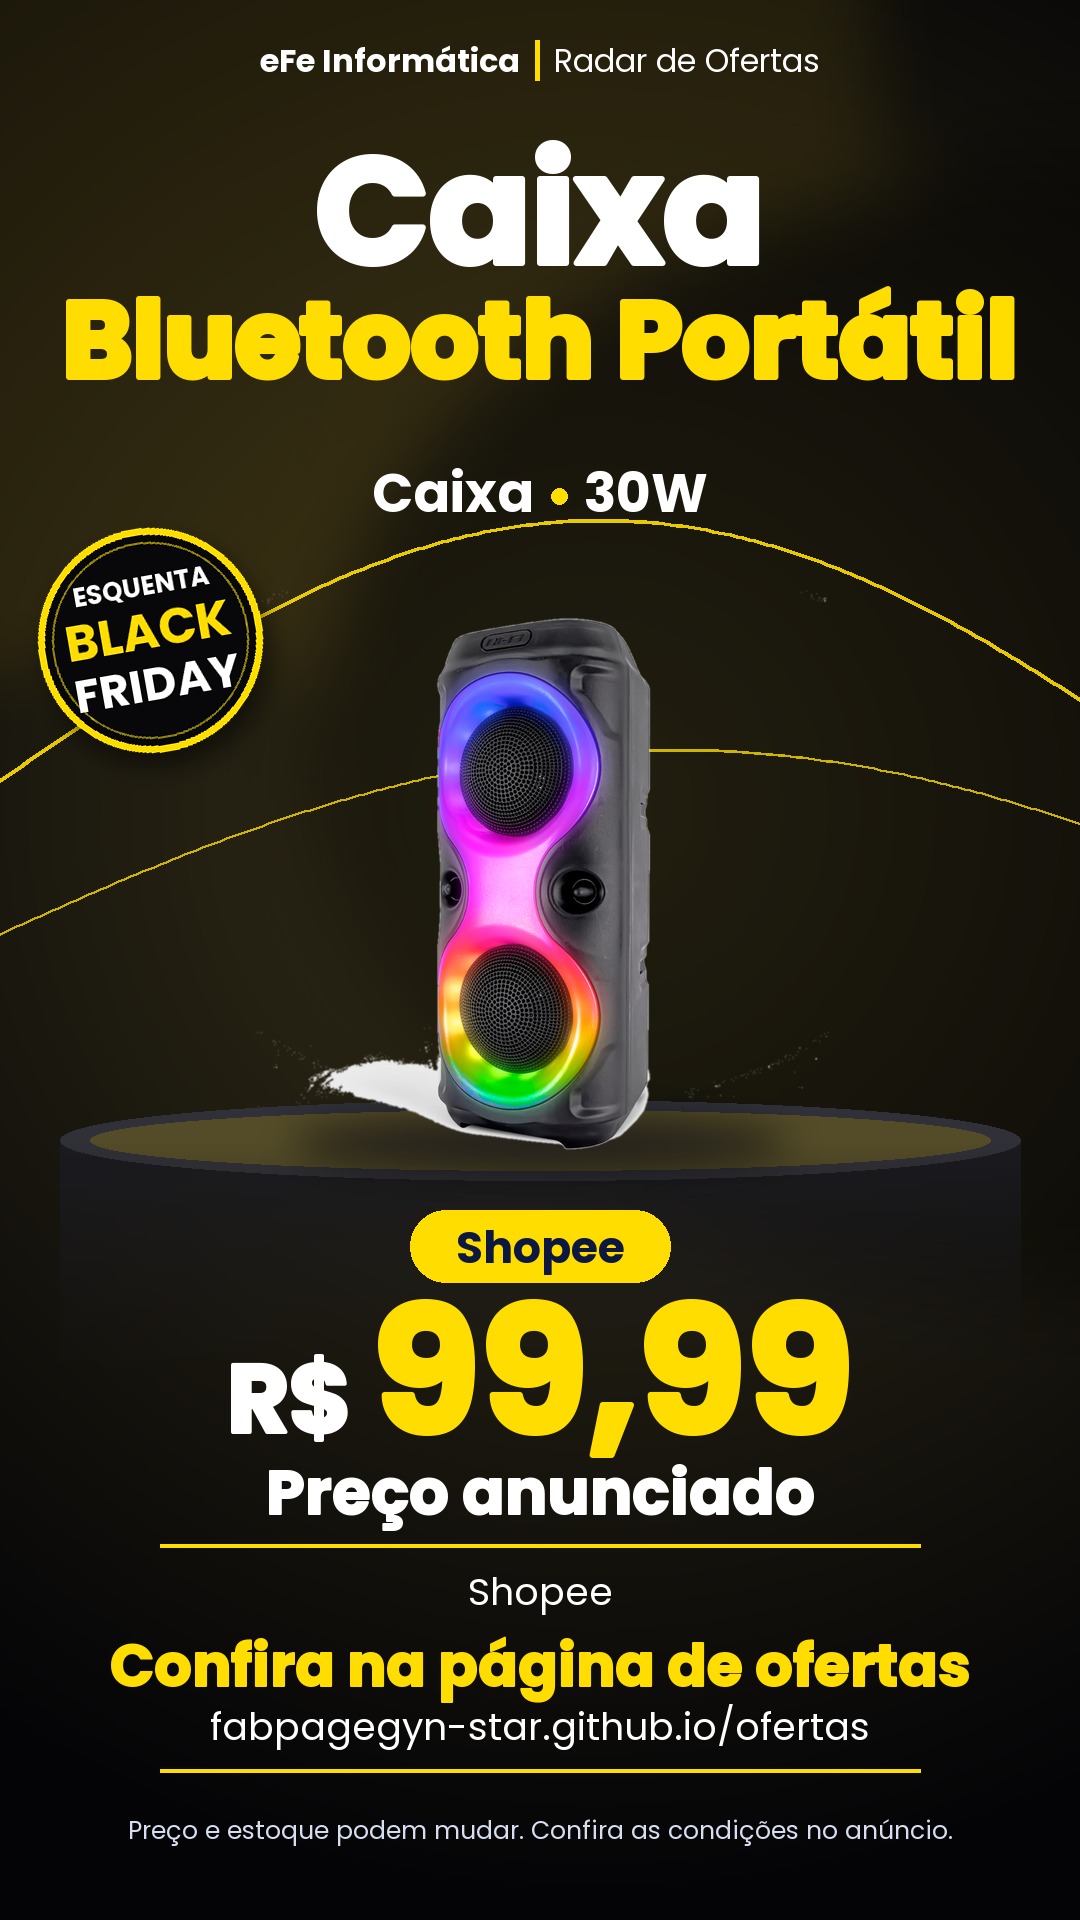 eFe Informática | Radar de Ofertas
Caixa
Bluetooth Portátil
Caixa • 30W
ESQUENTA
BLACK
FRIDAY
Shopee
R$ 99,99
Preço anunciado
Shopee
Confira na página de ofertas
fabpagegyn-star.github.io/ofertas
Preço e estoque podem mudar. Confira as condições no anúncio.